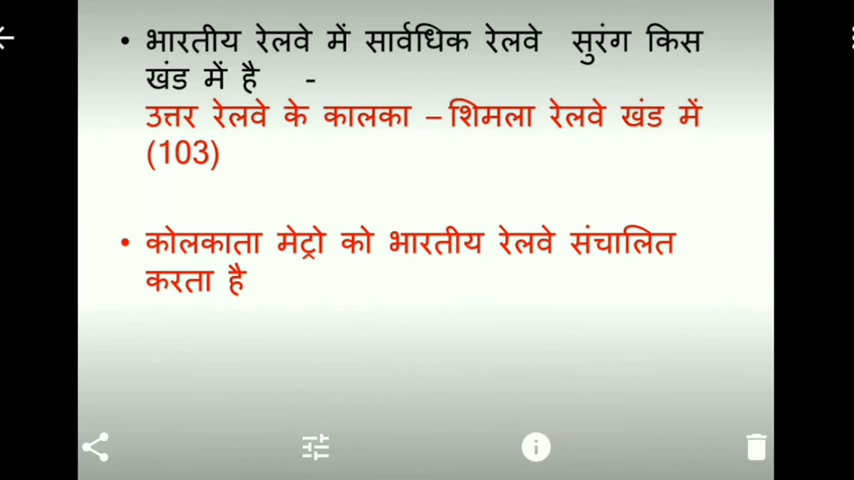 • भारतीय रेलवे में सार्वधिक रेलवे सुरंग किस
खंड में है -
उत्तर रेलवे के कालका – शिमला रेलवे खंड में
(103)
• कोलकाता मेट्रो को भारतीय रेलवे संचालित
करता है